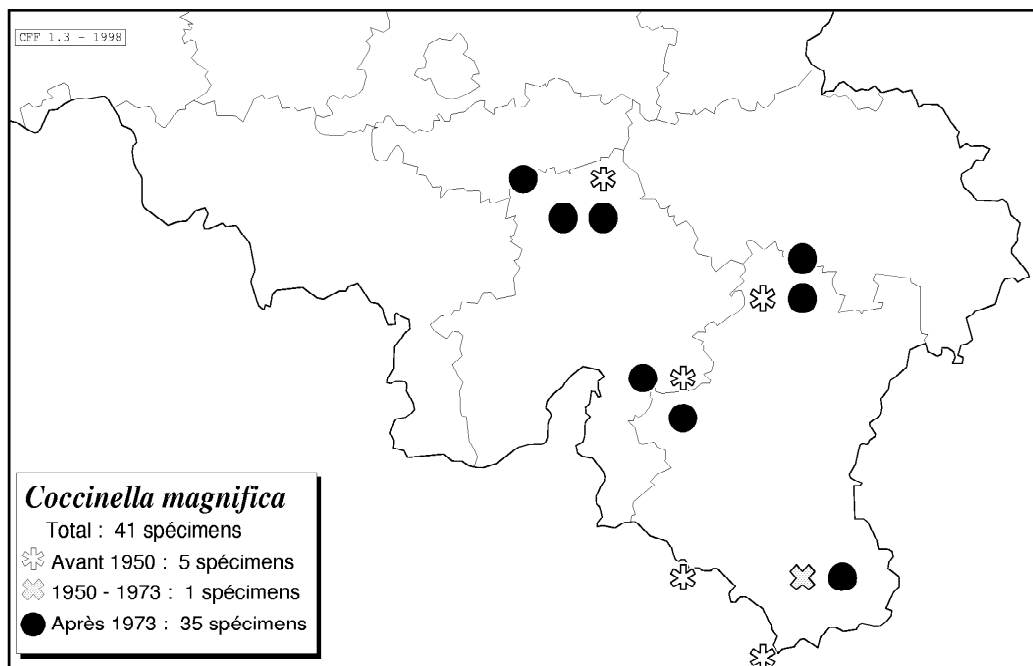 CFF 1.3 - 1998
Coccinella magnifica
Total : 41 spécimens
Avant 1950 : 5 spécimens
1950 - 1973 : 1 spécimens
Après 1973 : 35 spécimens